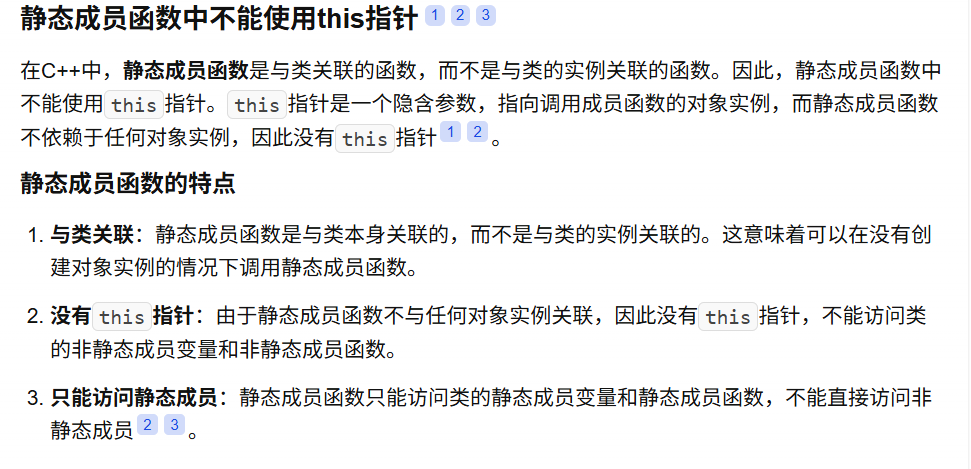 静态成员函数中不能使用this指针 1 2 3
在C++中，静态成员函数是与类关联的函数，而不是与类的实例关联的函数。因此，静态成员函数中
不能使用this指针。this指针是一个隐含参数，指向调用成员函数的对象实例，而静态成员函数
不依赖于任何对象实例，因此没有this指针 1 2 。
静态成员函数的特点
1. 与类关联：静态成员函数是与类本身关联的，而不是与类的实例关联的。这意味着可以在没有创
建对象实例的情况下调用静态成员函数。
2. 没有this指针：由于静态成员函数不与任何对象实例关联，因此没有this指针，不能访问类
的非静态成员变量和非静态成员函数。
3. 只能访问静态成员：静态成员函数只能访问类的静态成员变量和静态成员函数，不能直接访问非
静态成员 2 3 。